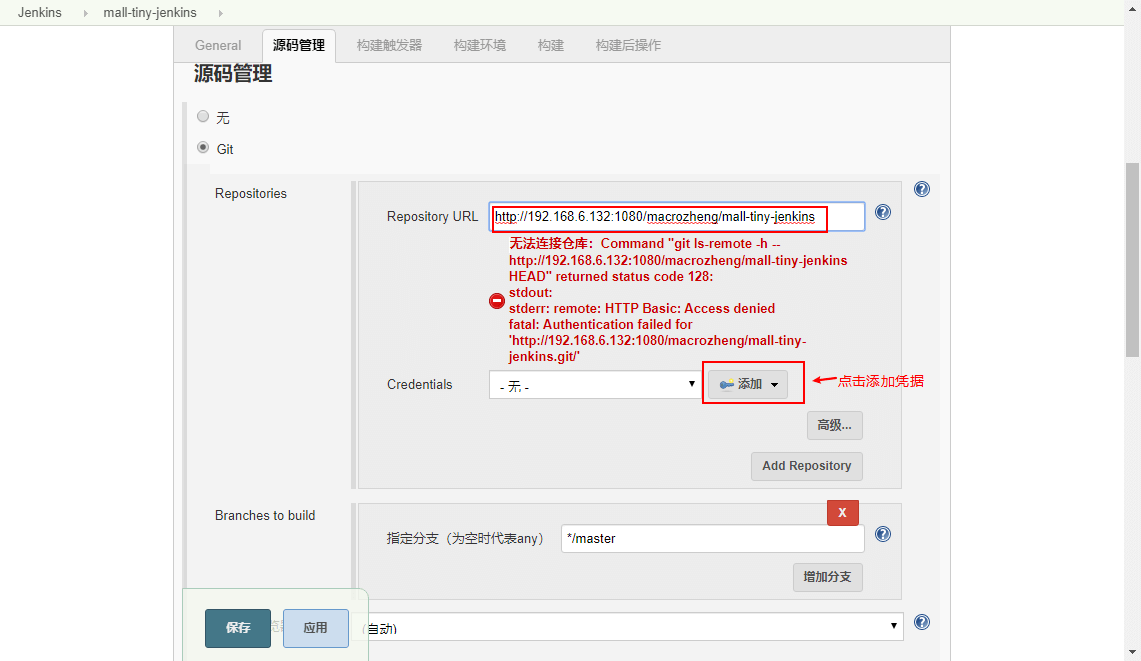 Jenkins
mall-tiny-jenkins
General
源码管理
构建触发器
构建环境
构建
构建后操作
源码管理
无
Git
Repositories
Repository URL
http://192.168.6.132:1080/macrozheng/mall-tiny-jenkins
无法连接仓库：Command "git ls-remote -h --
http://192.168.6.132:1080/macrozheng/mall-tiny-jenkins
HEAD" returned status code 128:
stdout:
stderr: remote: HTTP Basic: Access denied
fatal: Authentication failed for
'http://192.168.6.132:1080/macrozheng/mall-tiny-
jenkins.git/'
Credentials
- 无 -
添加
点击添加凭据
高级...
Add Repository
Branches to build
X
指定分支（为空时代表any）
*/master
增加分支
保存
应用
(自动)